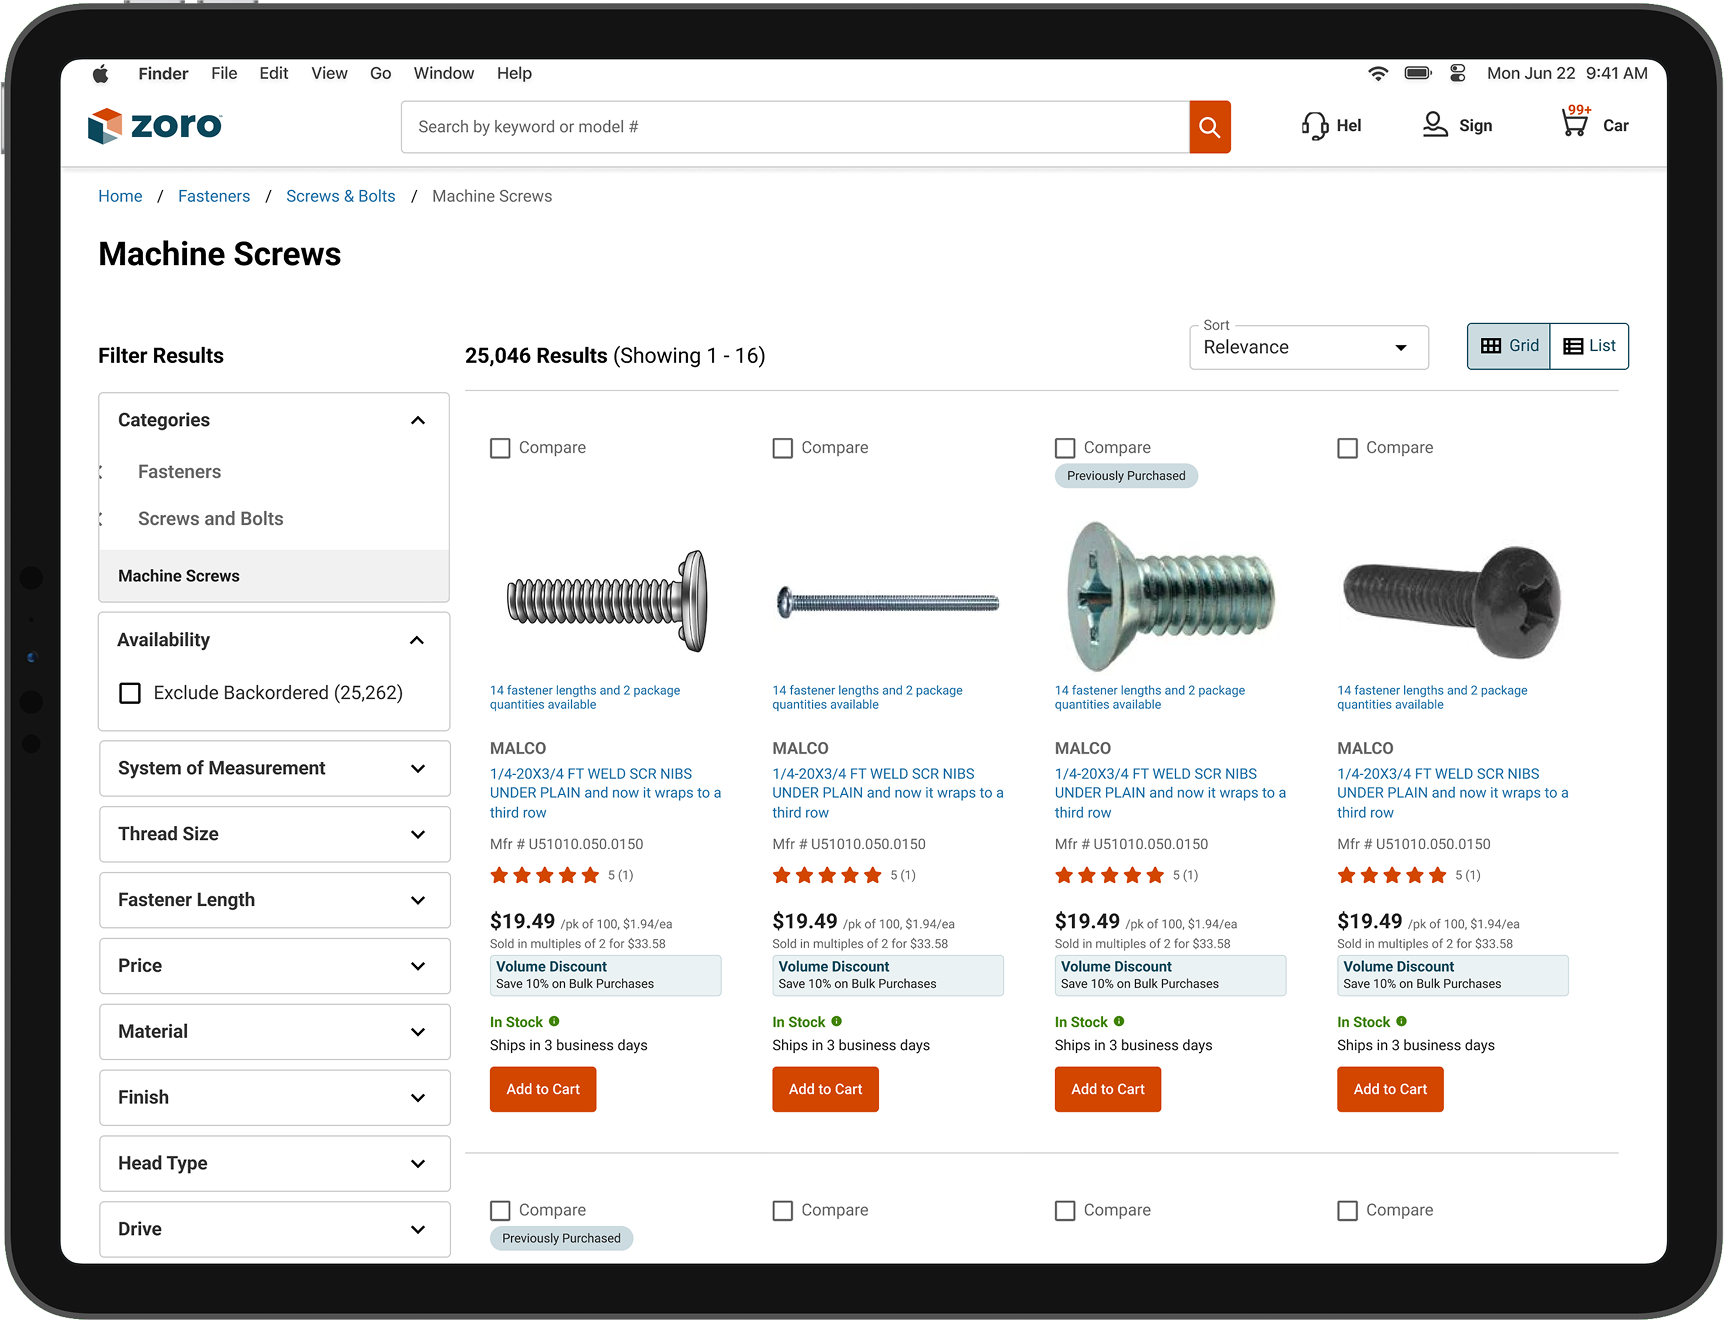 Finder File Edit View Go Window Help Mon Jun 22 9:41 AM
zoro
Search by keyword or model #
Hel
Sign
99+
Car
Home / Fasteners / Screws & Bolts / Machine Screws
Machine Screws
Filter Results
25,046 Results (Showing 1 - 16)
Sort
Relevance
Grid
List
Categories
Fasteners
Screws and Bolts
Machine Screws
Availability
Exclude Backordered (25,262)
System of Measurement
Thread Size
Fastener Length
Price
Material
Finish
Head Type
Drive
Compare
14 fastener lengths and 2 package
quantities available
MALCO
1/4-20X3/4 FT WELD SCR NIBS
UNDER PLAIN and now it wraps to a
third row
Mfr # U51010.050.0150
5 (1)
$19.49 /pk of 100, $1.94/ea
Sold in multiples of 2 for $33.58
Volume Discount
Save 10% on Bulk Purchases
In Stock
Ships in 3 business days
Add to Cart
Compare
14 fastener lengths and 2 package
quantities available
MALCO
1/4-20X3/4 FT WELD SCR NIBS
UNDER PLAIN and now it wraps to a
third row
Mfr # U51010.050.0150
5 (1)
$19.49 /pk of 100, $1.94/ea
Sold in multiples of 2 for $33.58
Volume Discount
Save 10% on Bulk Purchases
In Stock
Ships in 3 business days
Add to Cart
Compare
Previously Purchased
14 fastener lengths and 2 package
quantities available
MALCO
1/4-20X3/4 FT WELD SCR NIBS
UNDER PLAIN and now it wraps to a
third row
Mfr # U51010.050.0150
5 (1)
$19.49 /pk of 100, $1.94/ea
Sold in multiples of 2 for $33.58
Volume Discount
Save 10% on Bulk Purchases
In Stock
Ships in 3 business days
Add to Cart
Compare
14 fastener lengths and 2 package
quantities available
MALCO
1/4-20X3/4 FT WELD SCR NIBS
UNDER PLAIN and now it wraps to a
third row
Mfr # U51010.050.0150
5 (1)
$19.49 /pk of 100, $1.94/ea
Sold in multiples of 2 for $33.58
Volume Discount
Save 10% on Bulk Purchases
In Stock
Ships in 3 business days
Add to Cart
Compare
Previously Purchased
Compare
Compare
Compare